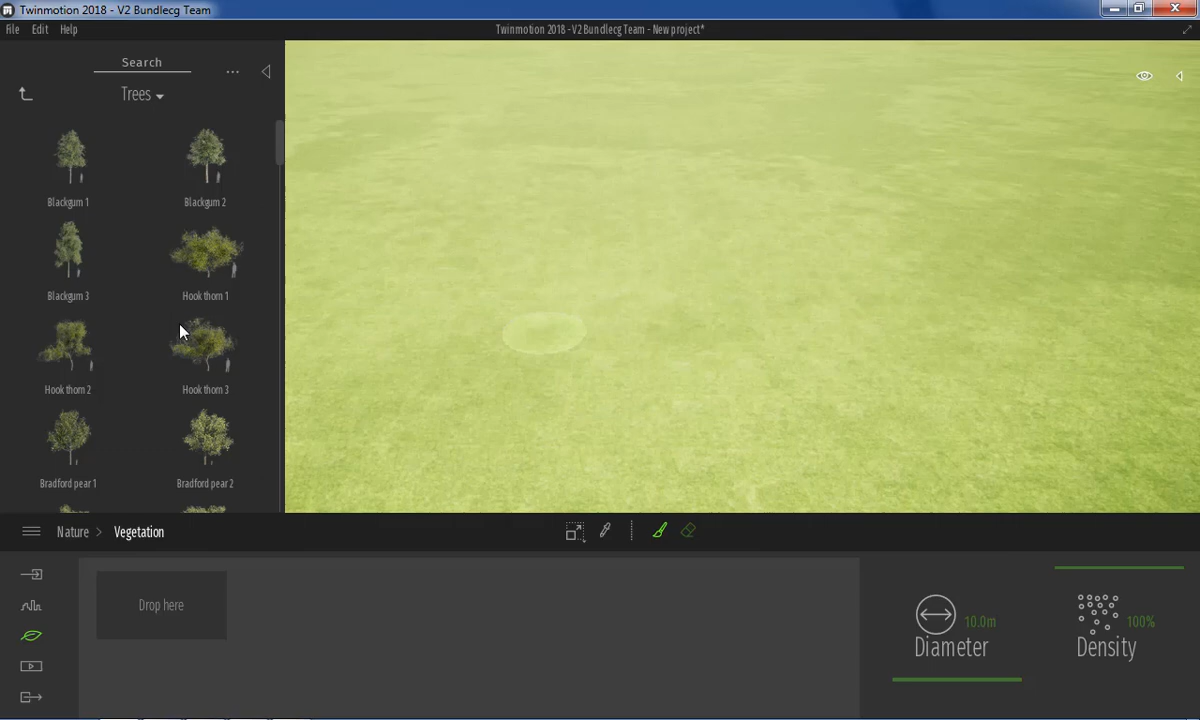 Twinmotion 2018 - V2 Bundlecg Team
File Edit Help
Twinmotion 2018 - V2 Bundlecg Team - New project*
Search
...
Trees
Blackgum 1
Blackgum 2
Blackgum 3
Hook thorn 1
Hook thorn 2
Hook thorn 3
Bradford pear 1
Bradford pear 2
Nature > Vegetation
Drop here
10.0m
Diameter
100%
Density